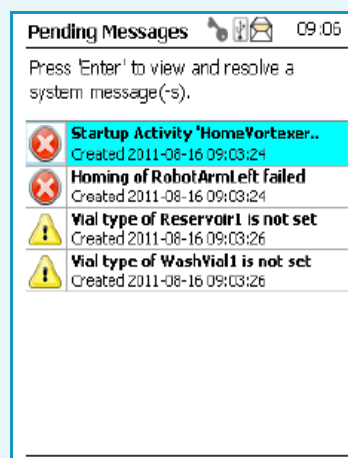 Pending Messages 09:06
Press 'Enter' to view and resolve a
system message(-s).
Startup Activity 'HomeVortexer..
Created 2011-08-16 09:03:24
Homing of RobotArmLeft failed
Created 2011-08-16 09:03:24
Vial type of Reservoir1 is not set
Created 2011-08-16 09:03:26
Vial type of WashVial1 is not set
Created 2011-08-16 09:03:26